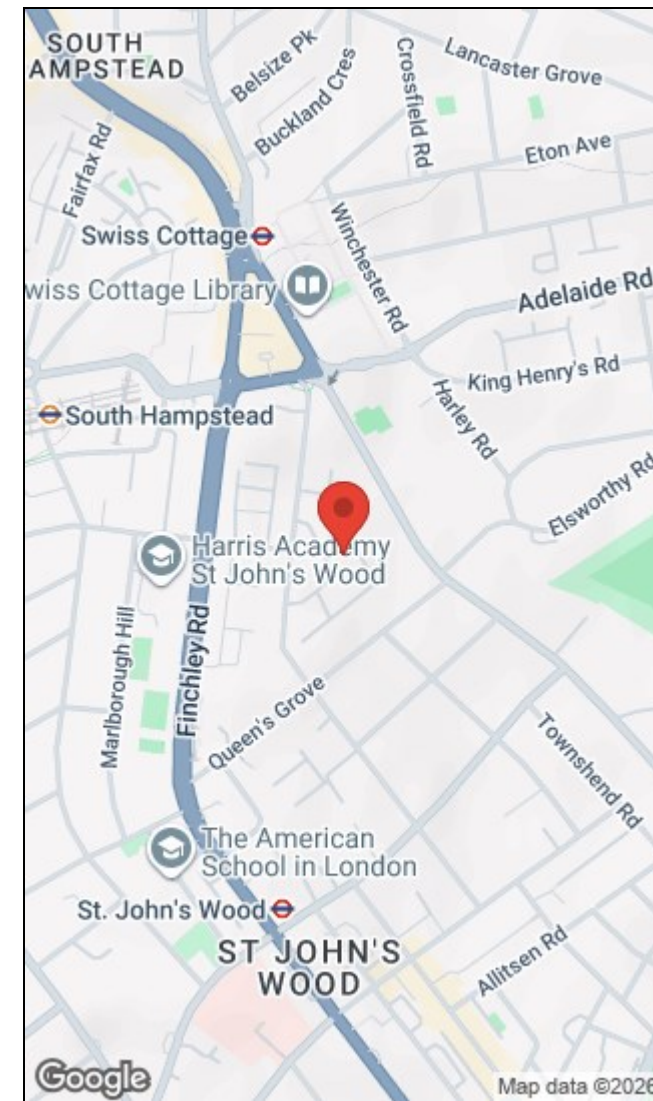 SOUTH
AMPSTEAD
Belsize Pk
Buckland Cres
Crossfield Rd
Lancaster Grove
Eton Ave
Fairfax Rd
Swiss Cottage
Winchester Rd
wiss Cottage Library
Adelaide Rd
King Henry's Rd
South Hampstead
Harley Rd
Elsworthy Rd
Harris Academy
St John's Wood
Marlborough Hill
Finchley Rd
Queen's Grove
Townshend Rd
The American
School in London
St. John's Wood
ST JOHN'S
WOOD
Allitsen Rd
Google
Map data ©2026